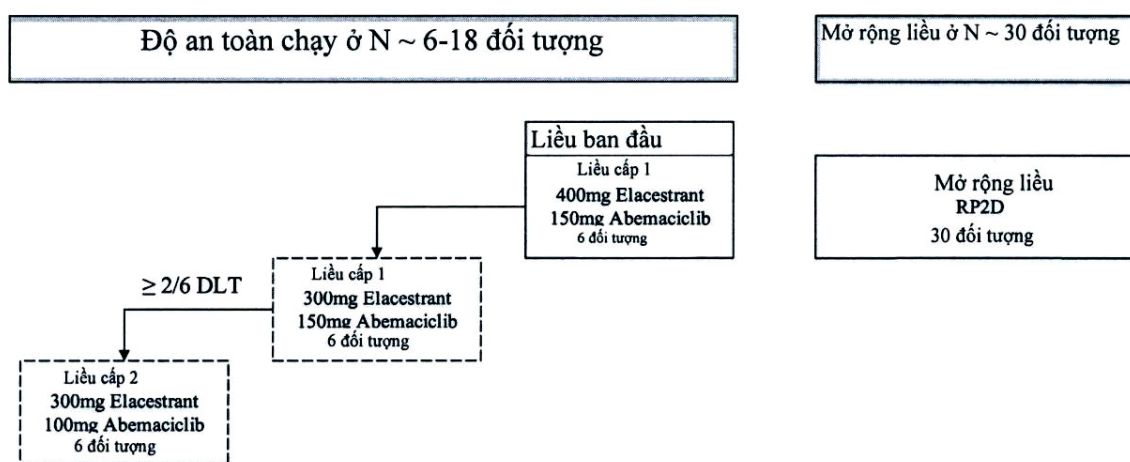 Độ an toàn chạy ở N ~ 6-18 đối tượng
Mở rộng liều ở N ~ 30 đối tượng
Liều ban đầu
Liều cấp 1
400mg Elacestrant
150mg Abemaciclib
6 đối tượng
Mở rộng liều
RP2D
30 đối tượng
≥ 2/6 DLT
Liều cấp 1
300mg Elacestrant
150mg Abemaciclib
6 đối tượng
Liều cấp 2
300mg Elacestrant
100mg Abemaciclib
6 đối tượng